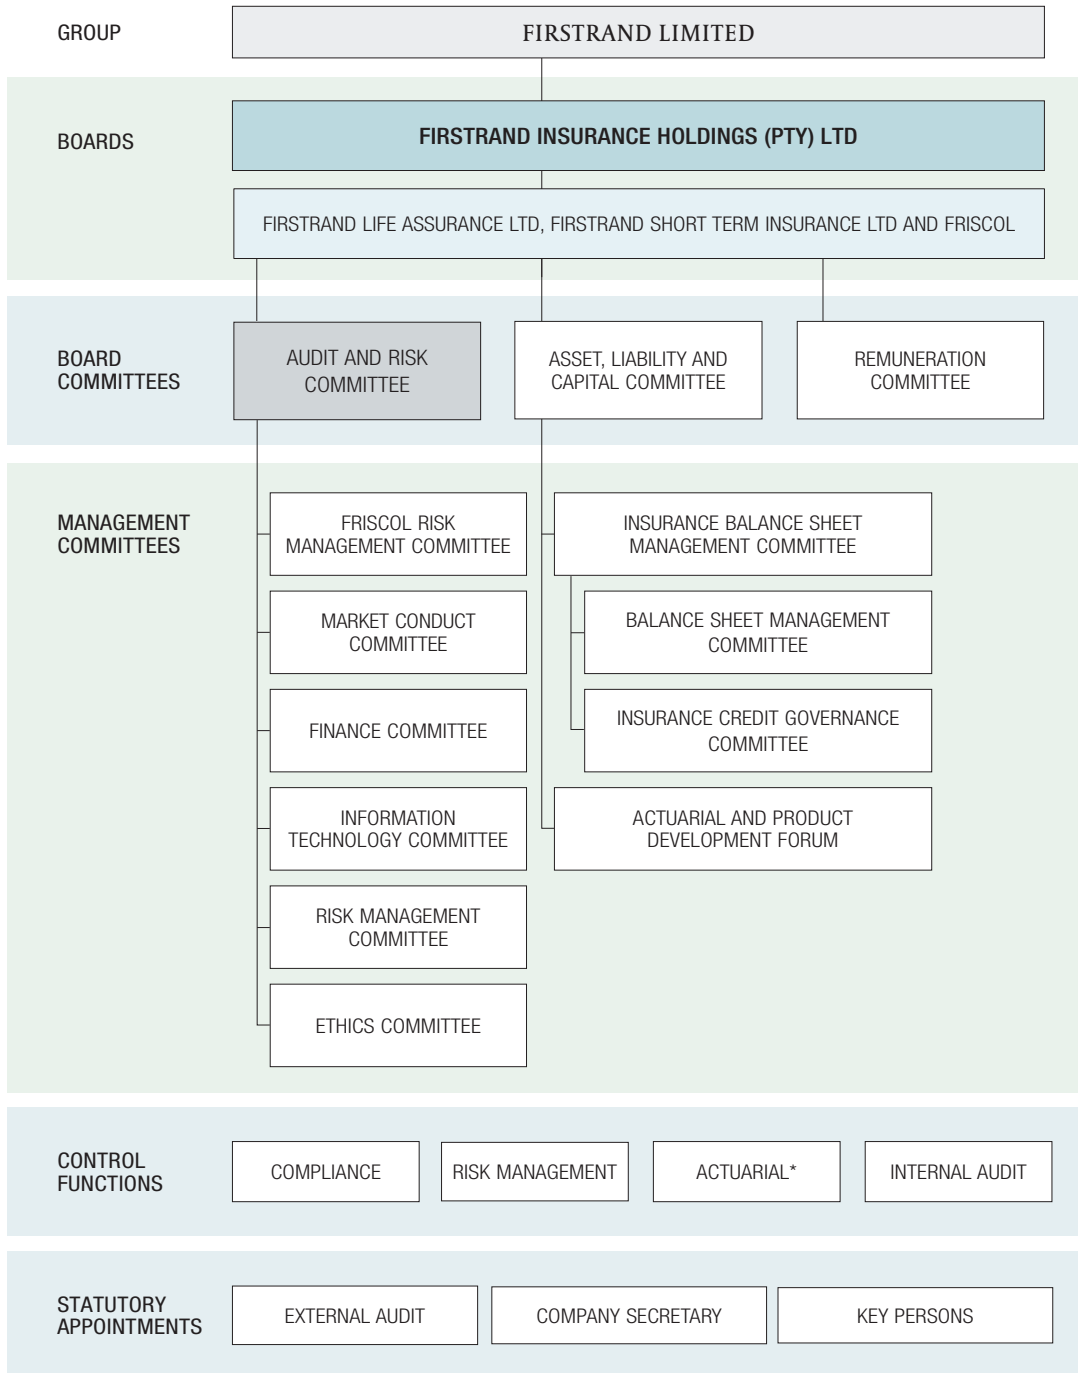 GROUP
FIRSTRAND LIMITED
BOARDS
FIRSTRAND INSURANCE HOLDINGS (PTY) LTD
FIRSTRAND LIFE ASSURANCE LTD, FIRSTRAND SHORT TERM INSURANCE LTD AND FRISCOL
BOARD
COMMITTEES
AUDIT AND RISK
COMMITTEE
ASSET, LIABILITY AND
CAPITAL COMMITTEE
REMUNERATION
COMMITTEE
MANAGEMENT
COMMITTEES
FRISCOL RISK
MANAGEMENT COMMITTEE
MARKET CONDUCT
COMMITTEE
FINANCE COMMITTEE
INFORMATION
TECHNOLOGY COMMITTEE
RISK MANAGEMENT
COMMITTEE
ETHICS COMMITTEE
INSURANCE BALANCE SHEET
MANAGEMENT COMMITTEE
BALANCE SHEET MANAGEMENT
COMMITTEE
INSURANCE CREDIT GOVERNANCE
COMMITTEE
ACTUARIAL AND PRODUCT
DEVELOPMENT FORUM
CONTROL
FUNCTIONS
COMPLIANCE
RISK MANAGEMENT
ACTUARIAL*
INTERNAL AUDIT
STATUTORY
APPOINTMENTS
EXTERNAL AUDIT
COMPANY SECRETARY
KEY PERSONS